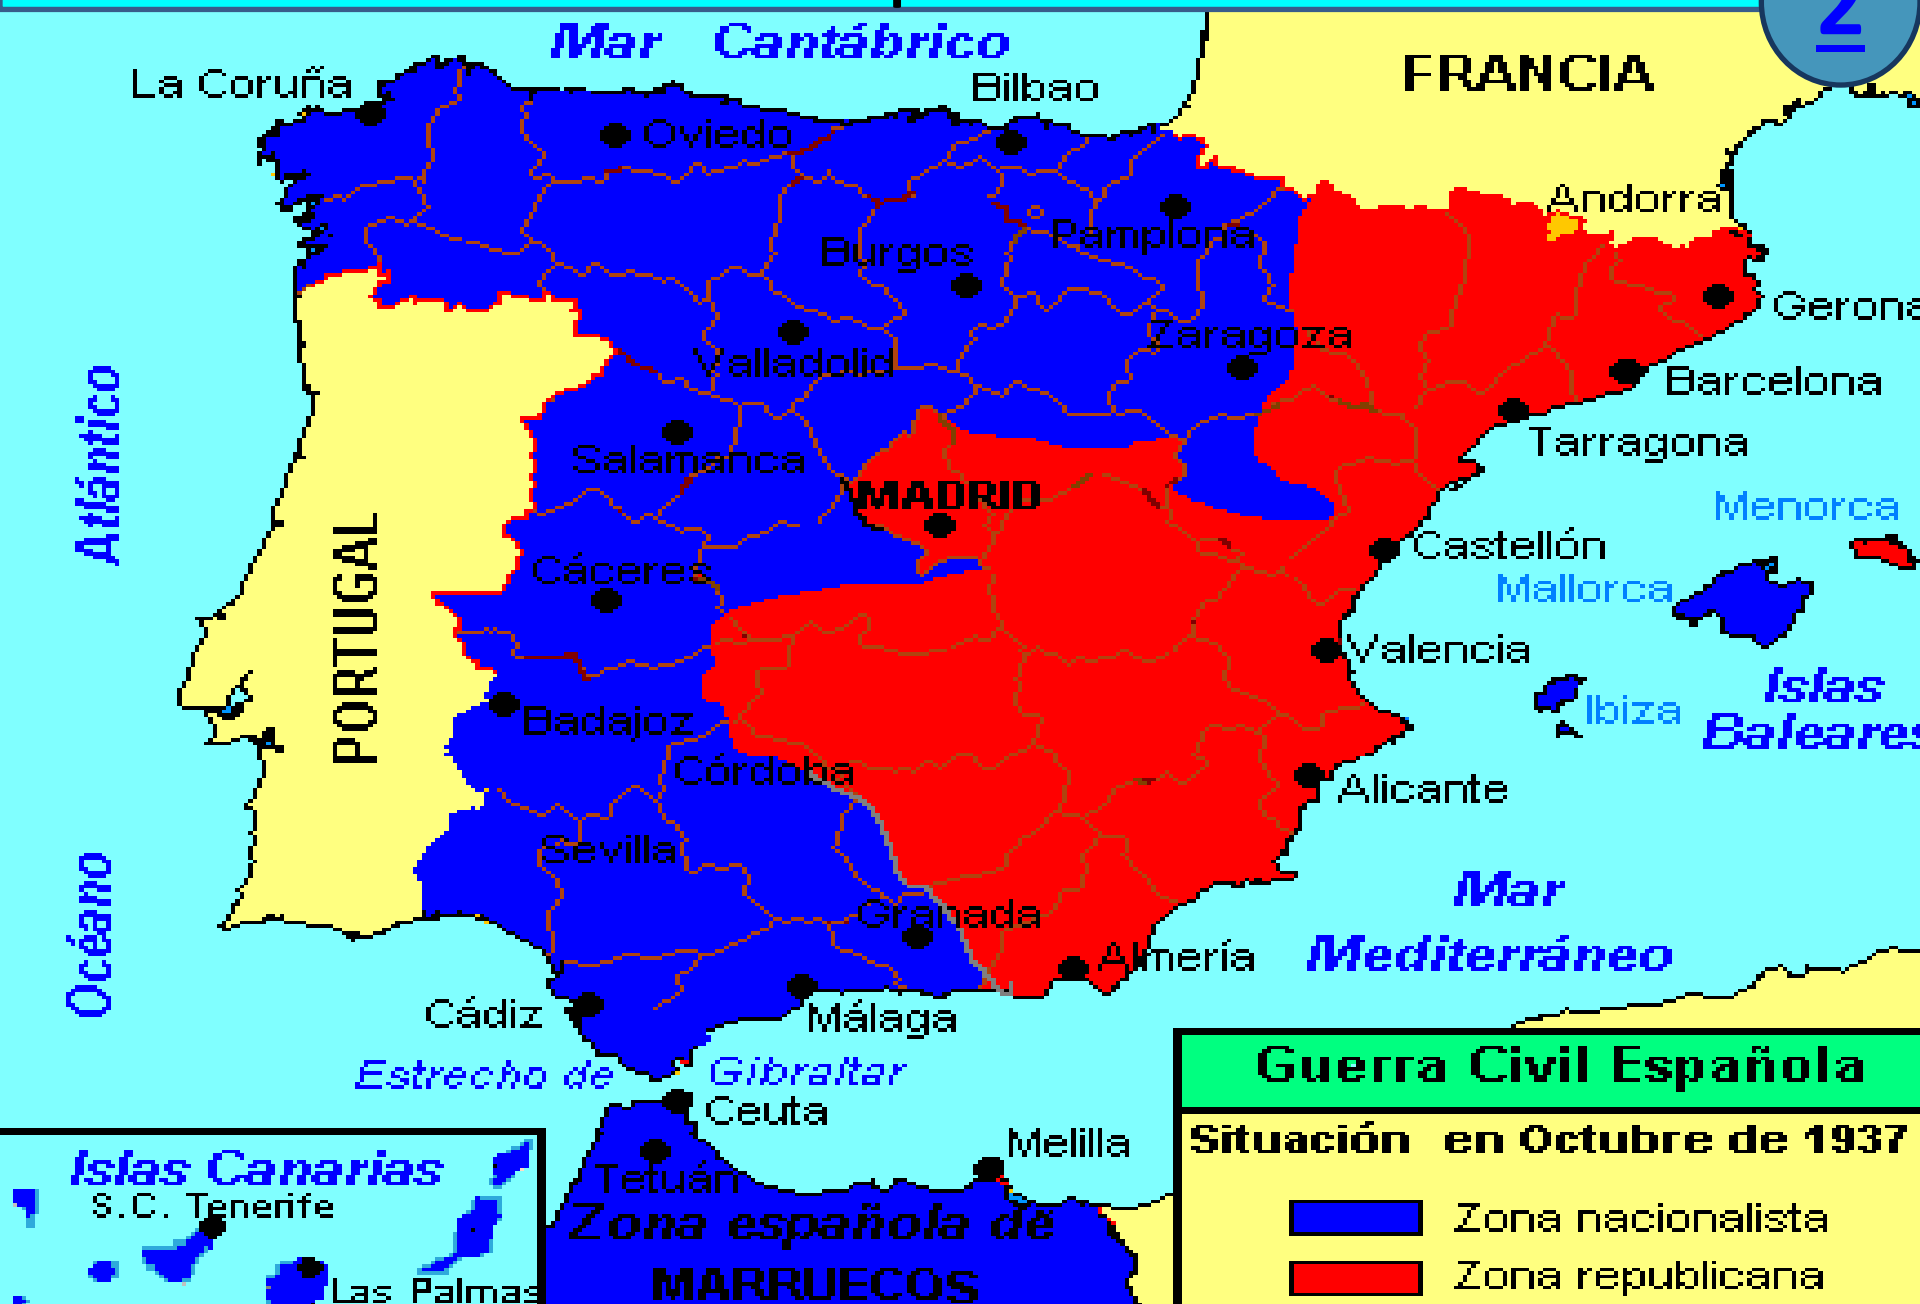 2
Mar Cantábrico
FRANCIA
La Coruña
Bilbao
Oviedo
Andorra
Pamplona
Burgos
Gerona
Zaragoza
Valladolid
Barcelona
Atlántico
Salamanca
Tarragona
MADRID
Menorca
Castellón
Cáceres
Mallorca
PORTUGAL
Valencia
Islas
Baleares
Ibiza
Badajoz
Córdoba
Alicante
Sevilla
Océano
Mar
Mediterráneo
Granada
Almería
Cádiz
Málaga
Estrecho de Gibraltar
Ceuta
Melilla
Tetuán
Zona española de
MARRUECOS
Islas Canarias
S.C. Tenerife
Las Palmas
Guerra Civil Española
Situación en Octubre de 1937
Zona nacionalista
Zona republicana